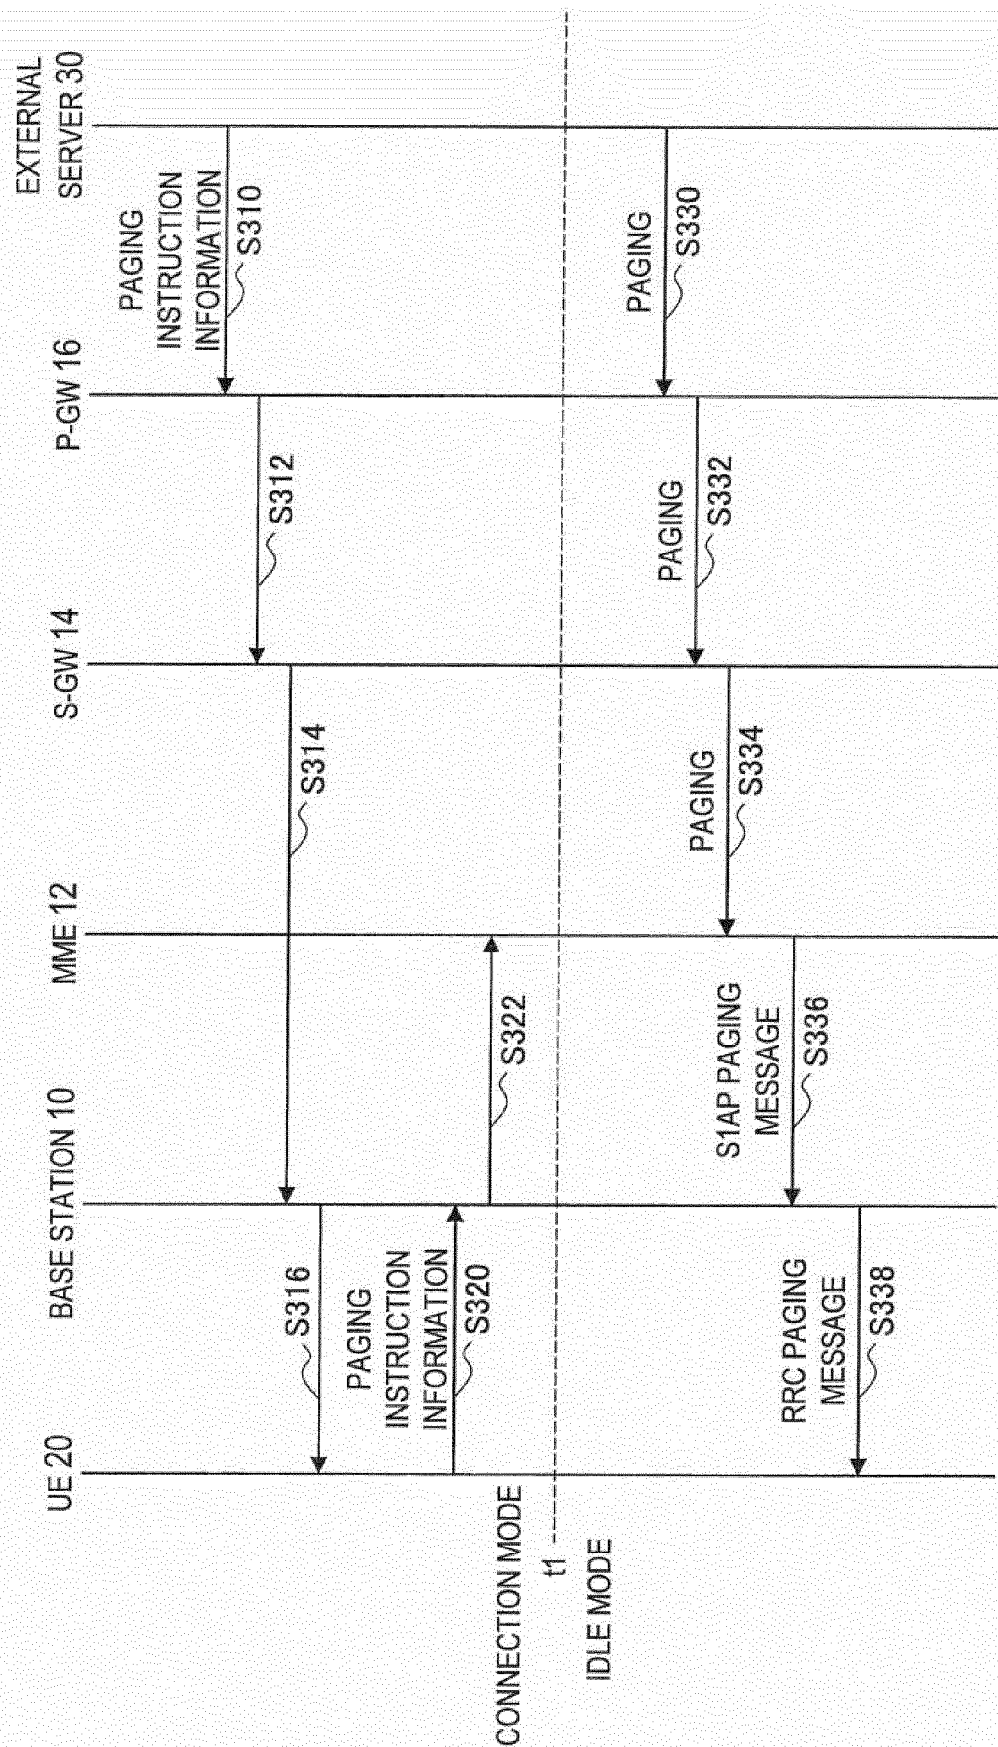 UE 20
BASE STATION 10
MME 12
S-GW 14
P-GW 16
EXTERNAL
SERVER 30
PAGING
INSTRUCTION
INFORMATION
S310
S312
S314
S316
PAGING
INSTRUCTION
INFORMATION
S320
S322
CONNECTION MODE
t1
IDLE MODE
PAGING
S330
PAGING
S332
PAGING
S334
S1AP PAGING
MESSAGE
S336
RRC PAGING
MESSAGE
S338